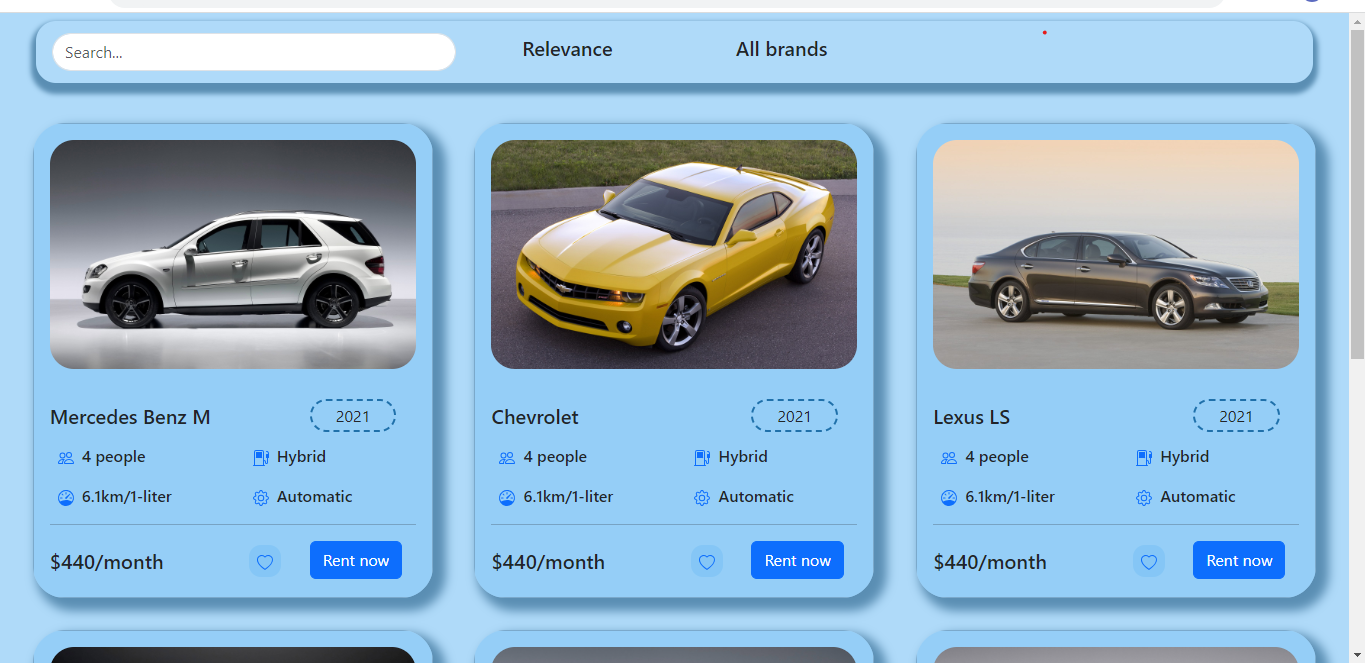 Search... Relevance All brands
Mercedes Benz M 2021
4 people Hybrid
6.1km/1-liter Automatic
$440/month Rent now
Chevrolet 2021
4 people Hybrid
6.1km/1-liter Automatic
$440/month Rent now
Lexus LS 2021
4 people Hybrid
6.1km/1-liter Automatic
$440/month Rent now